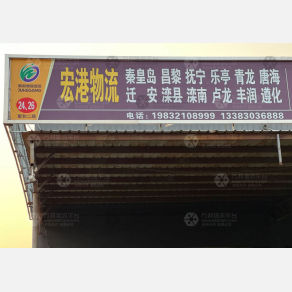 24,26
宏港物流
秦皇岛 昌黎 抚宁 乐亭 青龙 唐海
迁 安 滦县 滦南 卢龙 丰润 遵化
电话：19832108999 13383036888